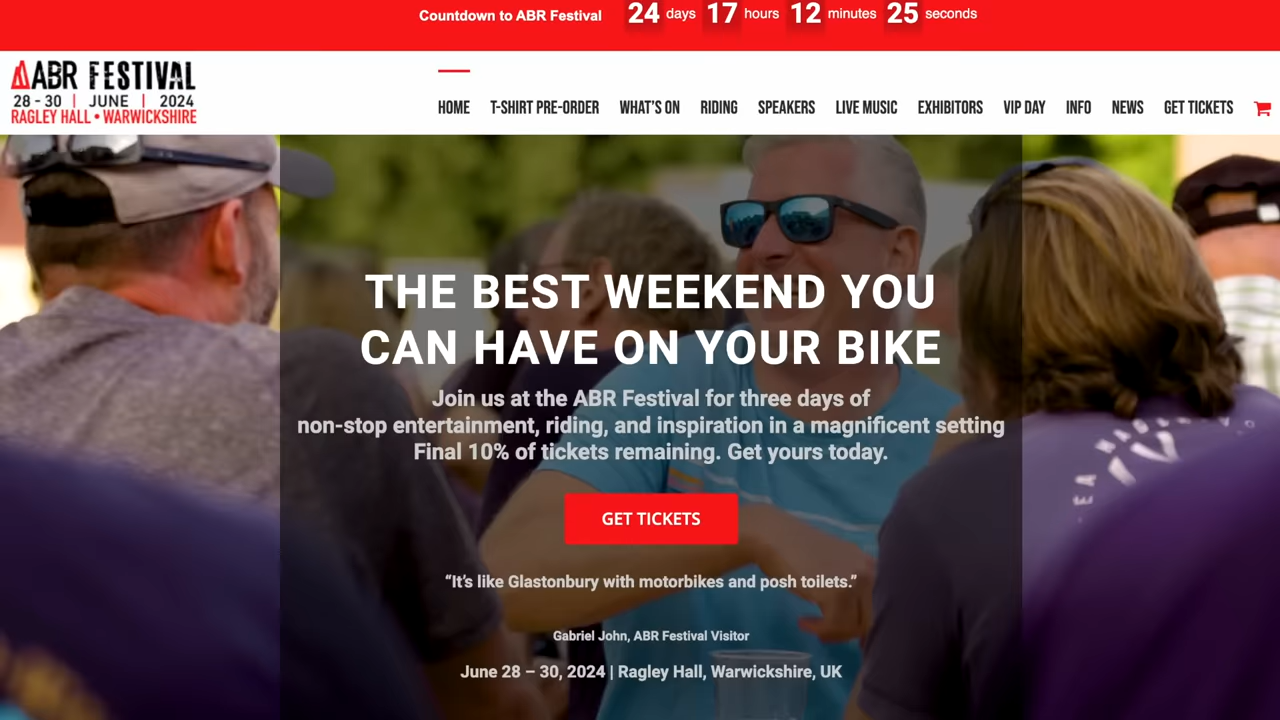 Countdown to ABR Festival 24 days 17 hours 12 minutes 25 seconds
ABR FESTIVAL
28 - 30 | JUNE | 2024
RAGLEY HALL • WARWICKSHIRE
HOME T-SHIRT PRE-ORDER WHAT'S ON RIDING SPEAKERS LIVE MUSIC EXHIBITORS VIP DAY INFO NEWS GET TICKETS
THE BEST WEEKEND YOU
CAN HAVE ON YOUR BIKE
Join us at the ABR Festival for three days of
non-stop entertainment, riding, and inspiration in a magnificent setting
Final 10% of tickets remaining. Get yours today.
GET TICKETS
“It’s like Glastonbury with motorbikes and posh toilets.”
Gabriel John, ABR Festival Visitor
June 28 – 30, 2024 | Ragley Hall, Warwickshire, UK